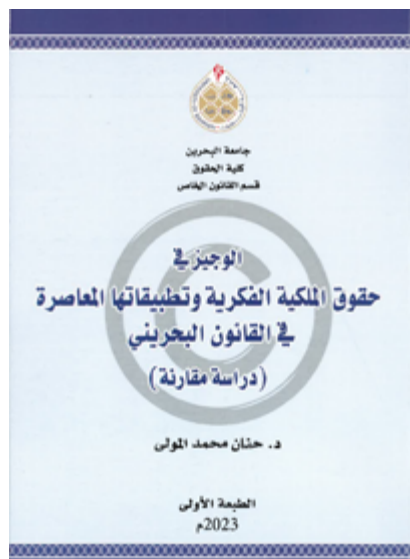 جامعة البحرين
كلية الحقوق
قسم القانون الخاص
الوجيز في
حقوق الملكية الفكرية وتطبيقاتها المعاصرة
في القانون البحريني
(دراسة مقارنة)
د. حنان محمد المولى
الطبعة الأولى
2023م